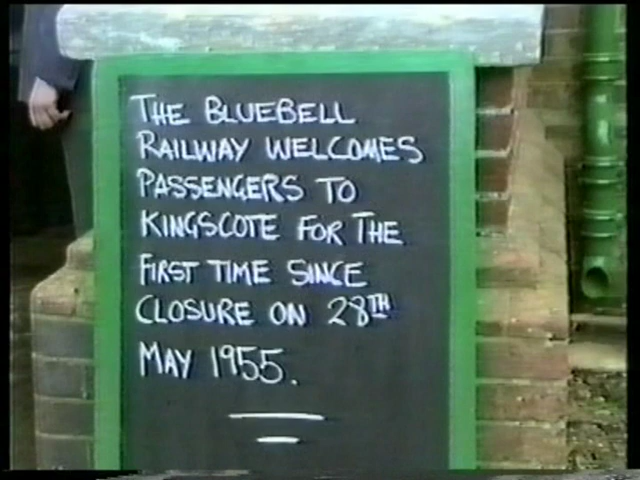 THE BLUEBELL
RAILWAY WELCOMES
PASSENGERS TO
KINGSCOTE FOR THE
FIRST TIME SINCE
CLOSURE ON 28TH
MAY 1955.